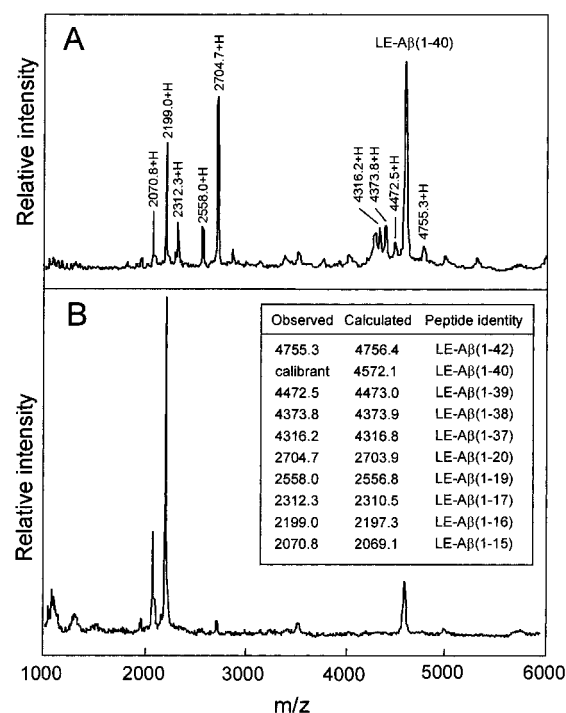 A
Relative intensity
2070.8+H
2199.0+H
2312.3+H
2558.0+H
2704.7+H
4316.2+H
4373.8+H
4472.5+H
LE-Aβ(1-40)
4755.3+H
B
Relative intensity
Observed Calculated Peptide identity
4755.3 4756.4 LE-Aβ(1-42)
calibrant 4572.1 LE-Aβ(1-40)
4472.5 4473.0 LE-Aβ(1-39)
4373.8 4373.9 LE-Aβ(1-38)
4316.2 4316.8 LE-Aβ(1-37)
2704.7 2703.9 LE-Aβ(1-20)
2558.0 2556.8 LE-Aβ(1-19)
2312.3 2310.5 LE-Aβ(1-17)
2199.0 2197.3 LE-Aβ(1-16)
2070.8 2069.1 LE-Aβ(1-15)
1000 2000 3000 4000 5000 6000
m/z